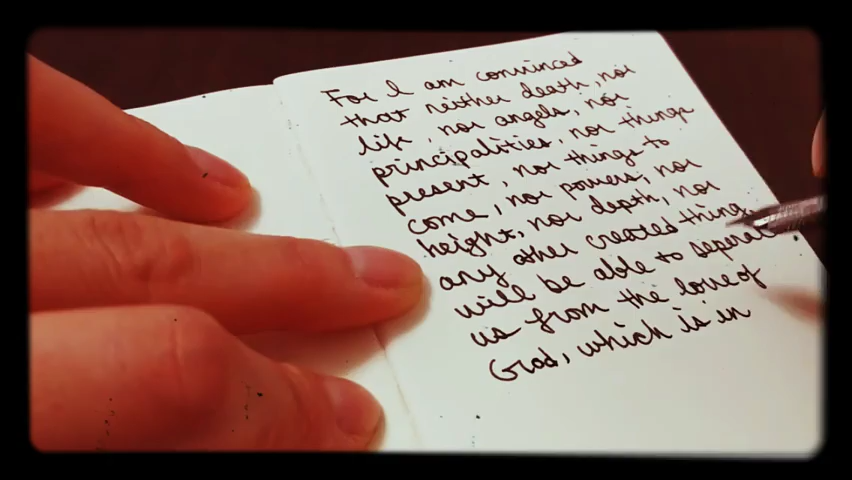 For I am convinced
that neither death, nor
life, nor angels, nor
principalities, nor things
present, nor things to
come, nor powers, nor
height, nor depth, nor
any other created thing
will be able to seperat
us from the love of
God, which is in